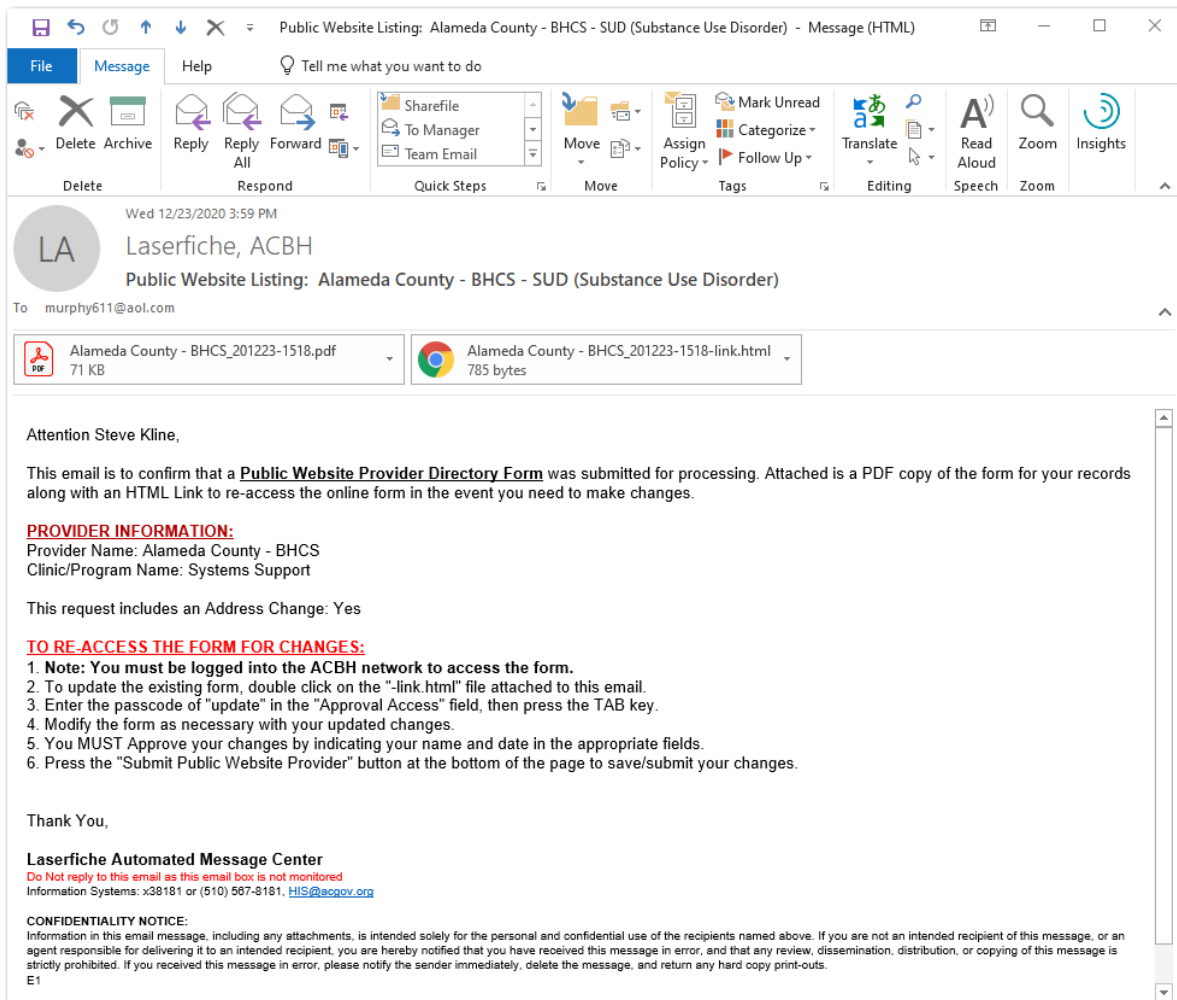 Public Website Listing: Alameda County - BHCS - SUD (Substance Use Disorder) - Message (HTML)
File Message Help Tell me what you want to do
Delete Archive Reply Reply All Forward Sharefile To Manager Team Email Move Assign Policy Mark Unread Categorize Follow Up Translate Read Aloud Zoom Insights
Delete Respond Quick Steps Move Tags Editing Speech Zoom
Wed 12/23/2020 3:59 PM
LA
Laserfiche, ACBH
Public Website Listing: Alameda County - BHCS - SUD (Substance Use Disorder)
To murphy611@aol.com
PDF
Alameda County - BHCS_201223-1518.pdf
71 KB
Alameda County - BHCS_201223-1518-link.html
785 bytes
Attention Steve Kline,
This email is to confirm that a Public Website Provider Directory Form was submitted for processing. Attached is a PDF copy of the form for your records
along with an HTML Link to re-access the online form in the event you need to make changes.
PROVIDER INFORMATION:
Provider Name: Alameda County - BHCS
Clinic/Program Name: Systems Support
This request includes an Address Change: Yes
TO RE-ACCESS THE FORM FOR CHANGES:
1. Note: You must be logged into the ACBH network to access the form.
2. To update the existing form, double click on the "-link.html" file attached to this email.
3. Enter the passcode of "update" in the "Approval Access" field, then press the TAB key.
4. Modify the form as necessary with your updated changes.
5. You MUST Approve your changes by indicating your name and date in the appropriate fields.
6. Press the "Submit Public Website Provider" button at the bottom of the page to save/submit your changes.
Thank You,
Laserfiche Automated Message Center
Do Not reply to this email as this email box is not monitored
Information Systems: x38181 or (510) 567-8181, HIS@acgov.org
CONFIDENTIALITY NOTICE:
Information in this email message, including any attachments, is intended solely for the personal and confidential use of the recipients named above. If you are not an intended recipient of this message, or an
agent responsible for delivering it to an intended recipient, you are hereby notified that you have received this message in error, and that any review, dissemination, distribution, or copying of this message is
strictly prohibited. If you received this message in error, please notify the sender immediately, delete the message, and return any hard copy print-outs.
E1